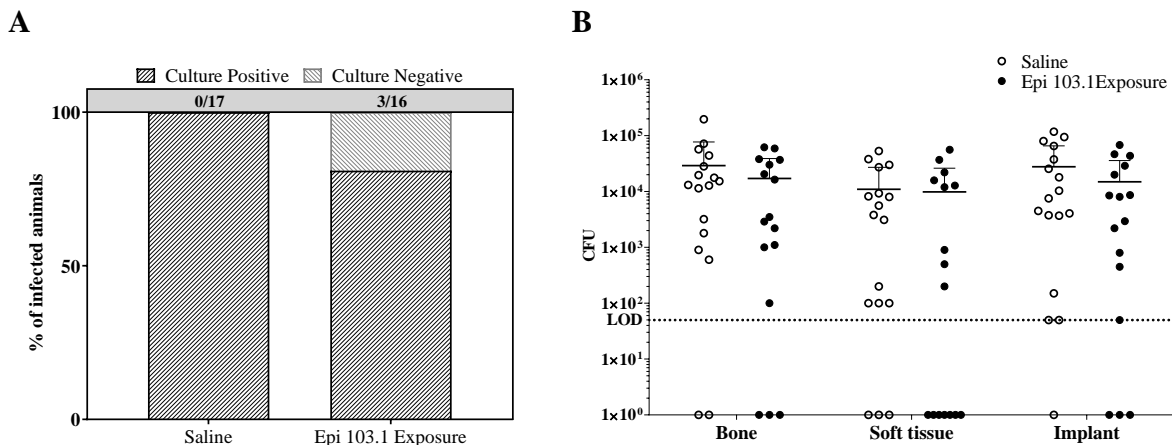 A
Culture Positive Culture Negative
0/17 3/16
100
50
0
% of infected animals
Saline Epi 103.1 Exposure
B
Saline
Epi 103.1Exposure
1×10⁶
1×10⁵
1×10⁴
1×10³
1×10²
LOD
1×10¹
1×10⁰
CFU
Bone Soft tissue Implant